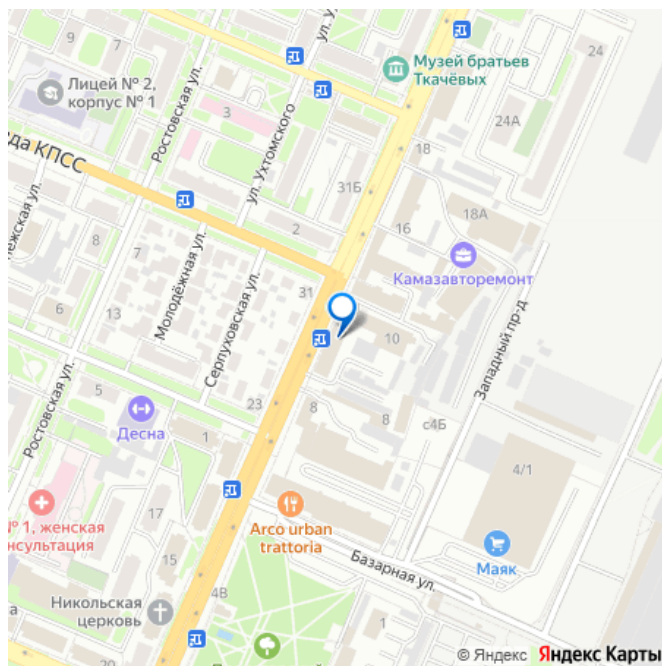 9
7
24
Музей братьев
Ткачёвых
Лицей № 2,
корпус № 1
Ростовская ул.
3
ул. Ухтомского
24А
18
да КПСС
31Б
18А
16
2
8
7
Камазавторемонт
Молодёжная ул.
31
6
13
Серпуховская ул.
10
Западный пр-д
5
23
8
8
с4Б
Десна
1
Ростовская ул.
4/1
№ 1, женская
нсультация
17
Arco urban
trattoria
Маяк
15
Базарная ул.
Никольская
церковь
4В
1
© Яндекс Яндекс Карты